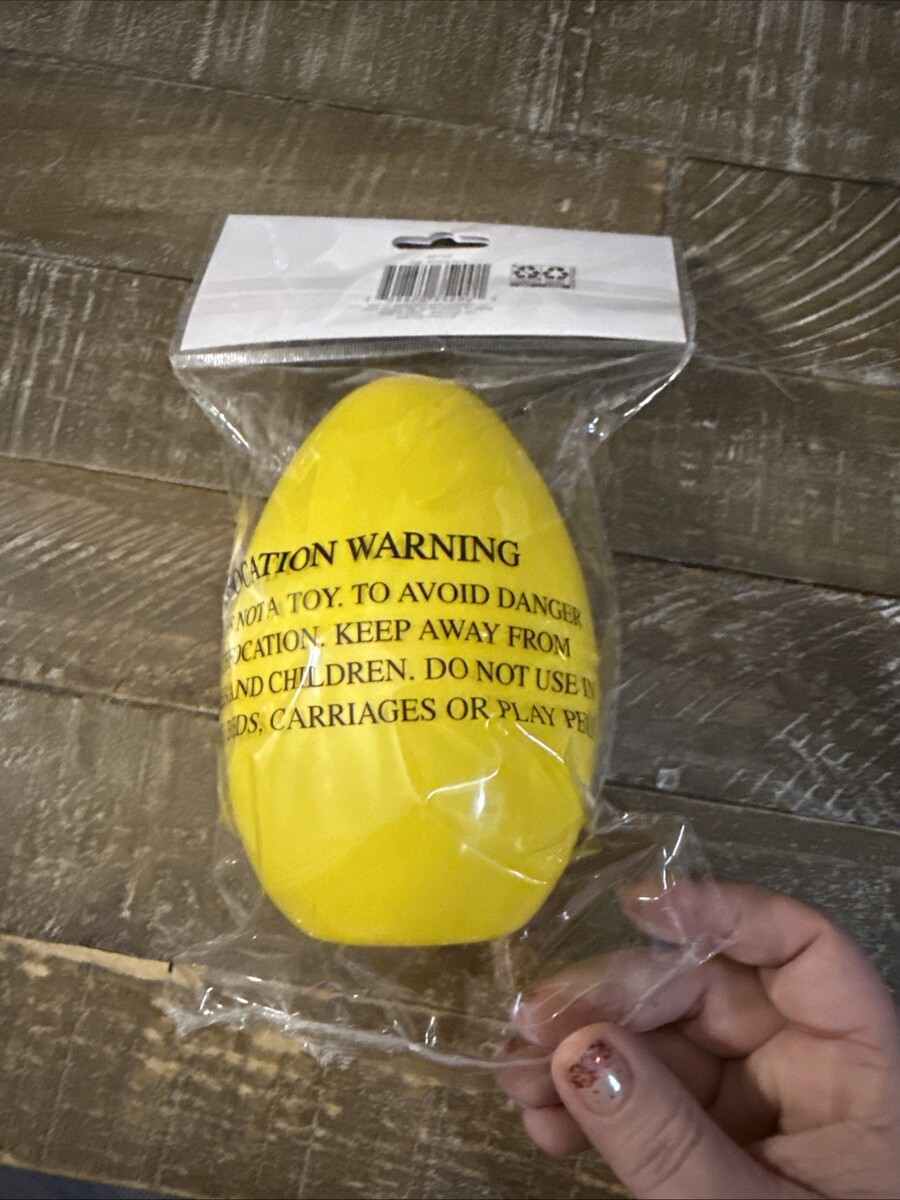 OCATION WARNING
NOT A TOY. TO AVOID DANGER
OCATION. KEEP AWAY FROM
AND CHILDREN. DO NOT USE IN
DS, CARRIAGES OR PLAY PE